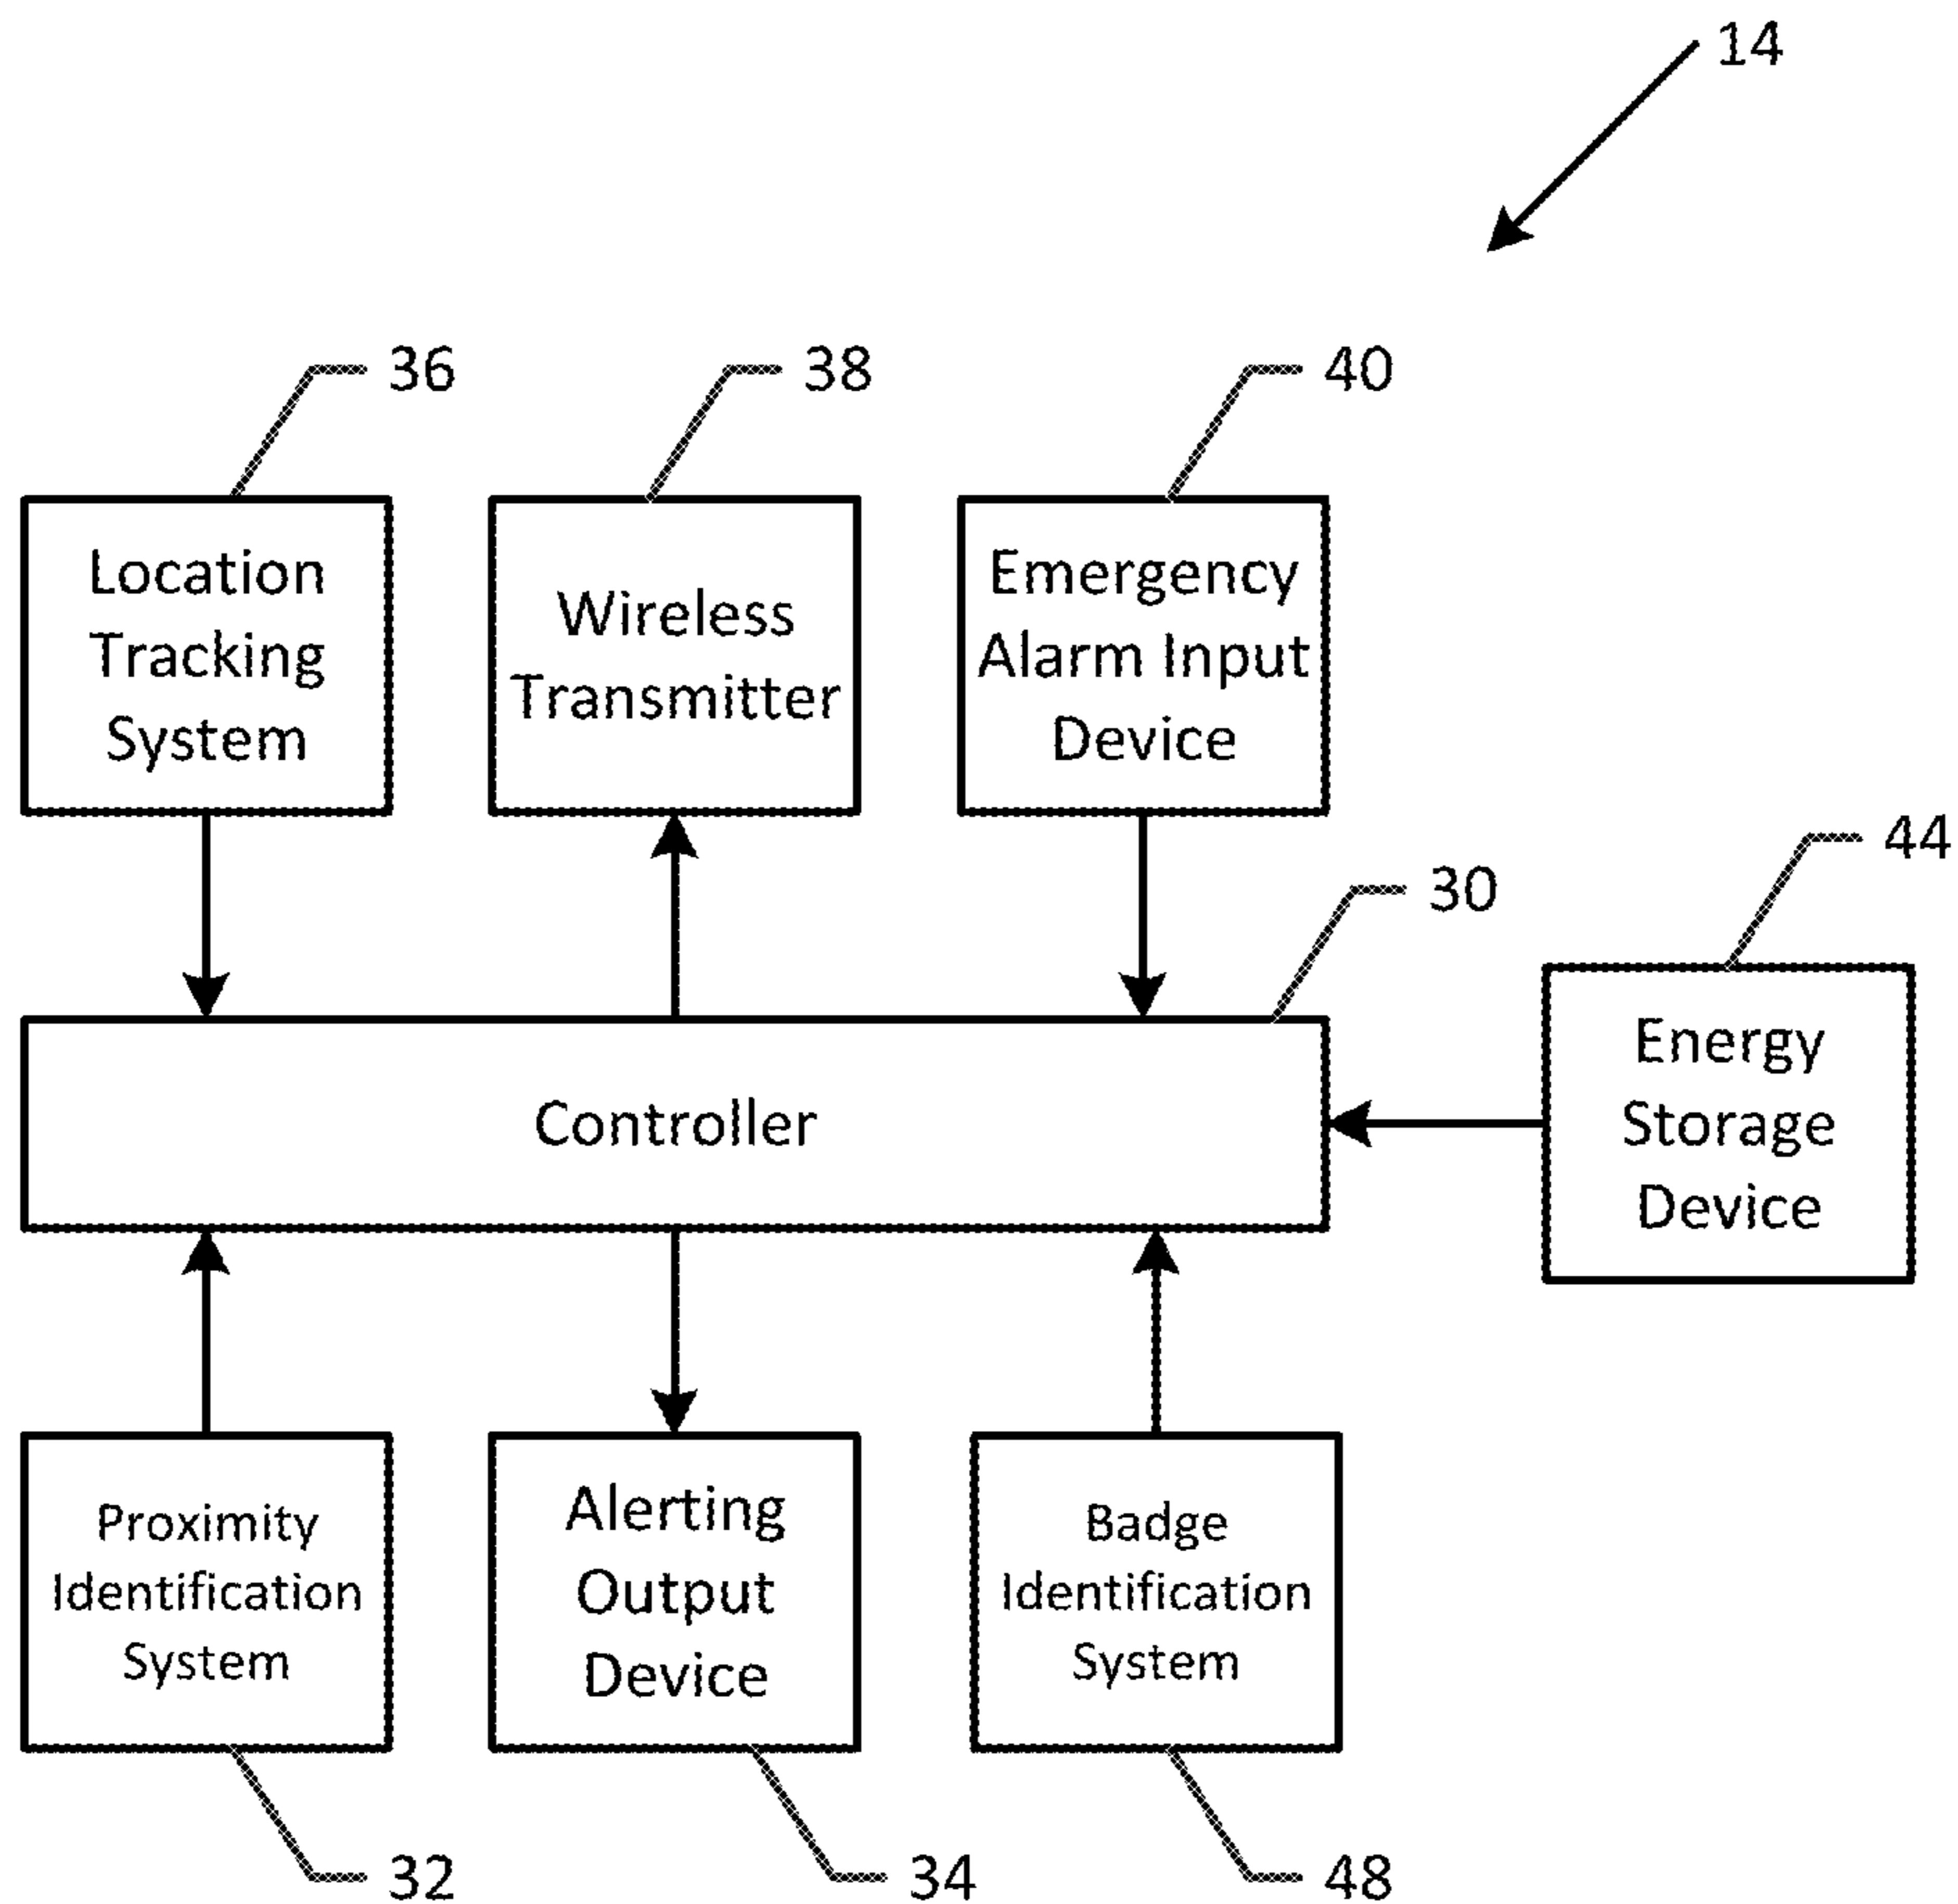 14
36
38
40
Location
Tracking
System
Wireless
Transmitter
Emergency
Alarm Input
Device
44
30
Controller
Energy
Storage
Device
Proximity
Identification
System
Alerting
Output
Device
Badge
Identification
System
32
34
48